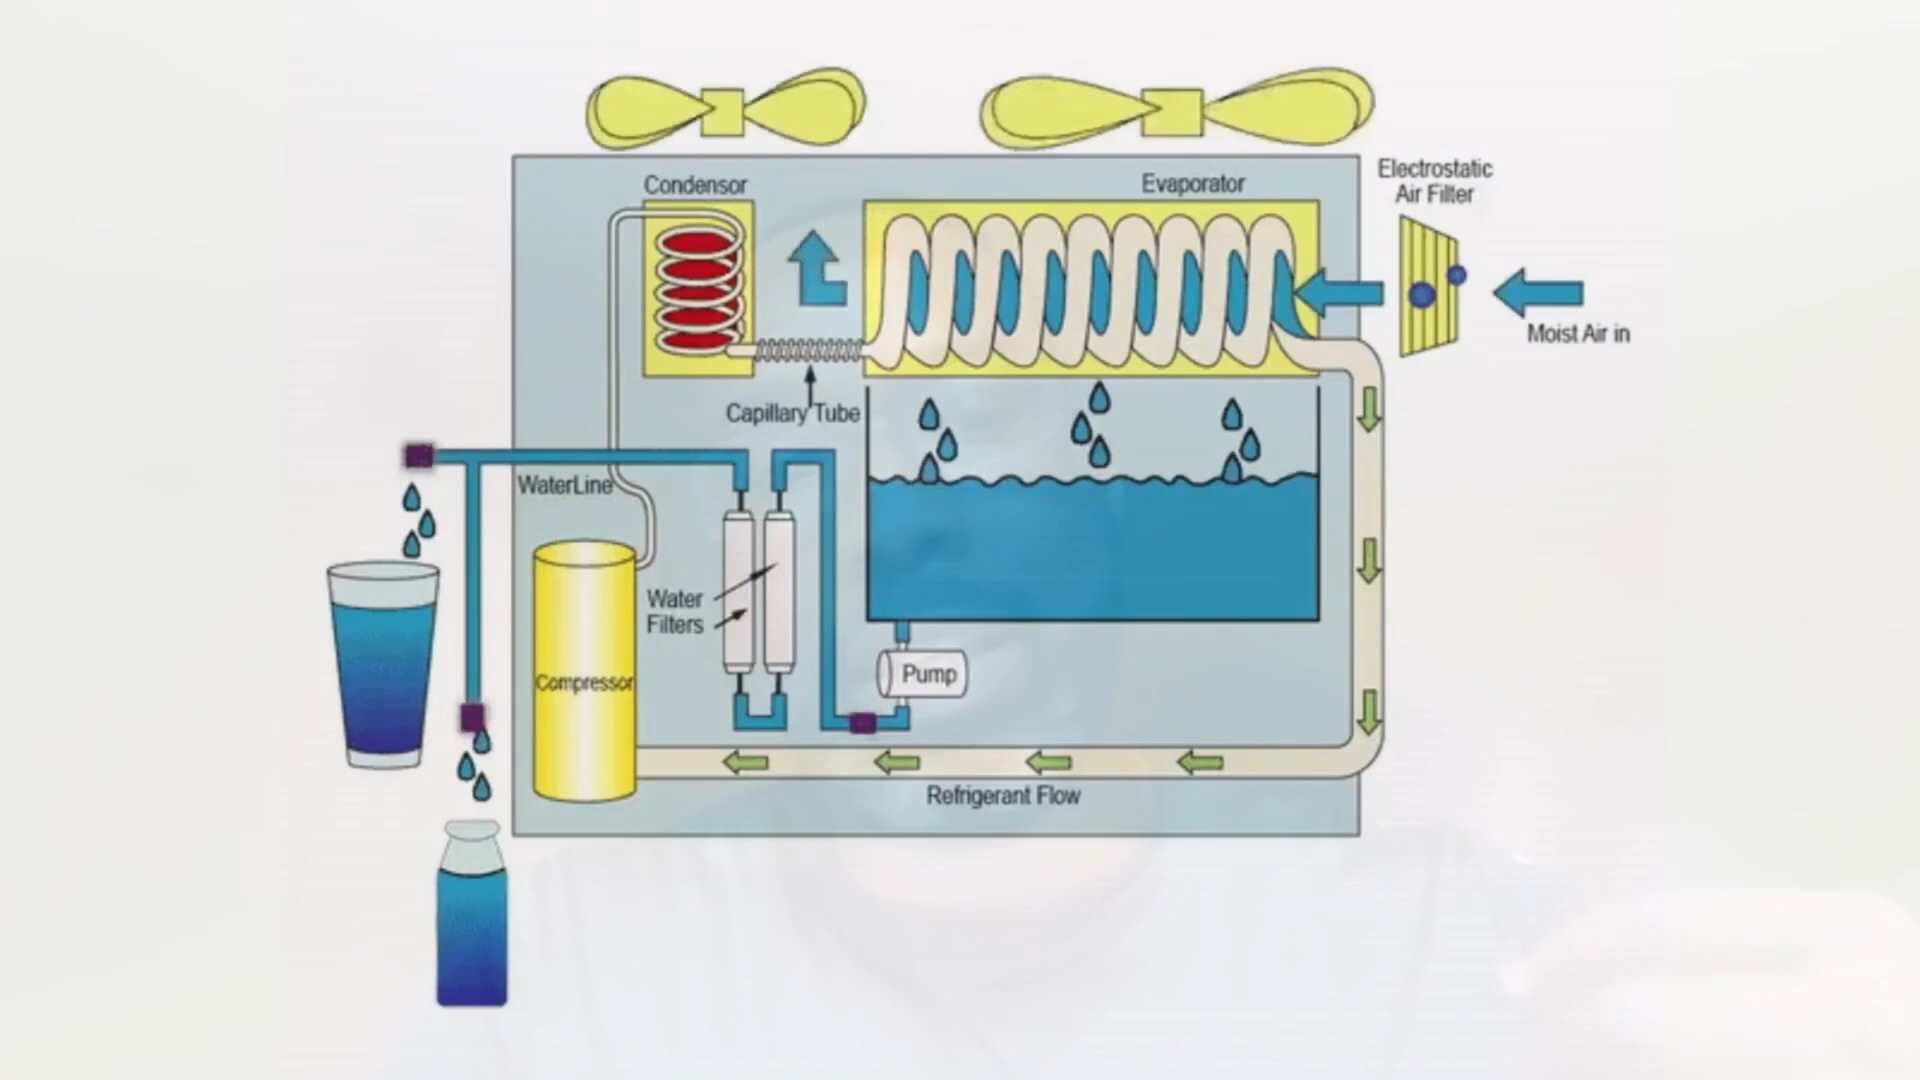 Condensor
Evaporator
Electrostatic
Air Filter
Moist Air in
Capillary Tube
WaterLine
Water
Filters
Compressor
Pump
Refrigerant Flow